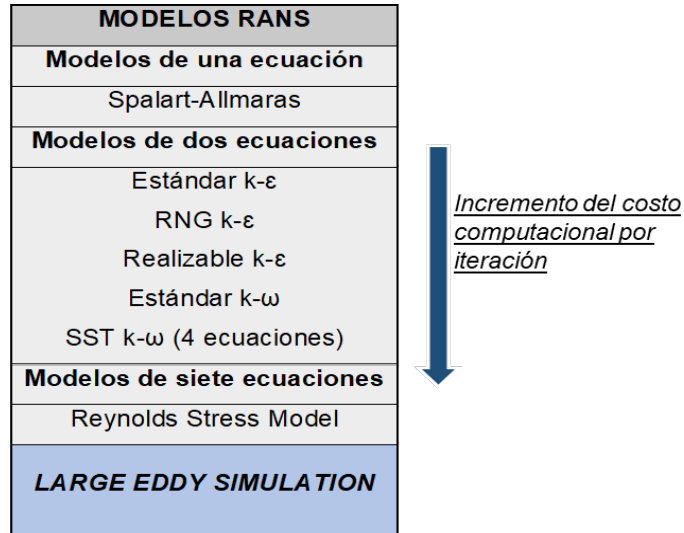 MODELOS RANS
Modelos de una ecuación
Spalart-Allmaras
Modelos de dos ecuaciones
Estándar k-ε
RNG k-ε
Realizable k-ε
Estándar k-ω
SST k-ω (4 ecuaciones)
Modelos de siete ecuaciones
Reynolds Stress Model
LARGE EDDY SIMULATION
Incremento del costo
computacional por
iteración